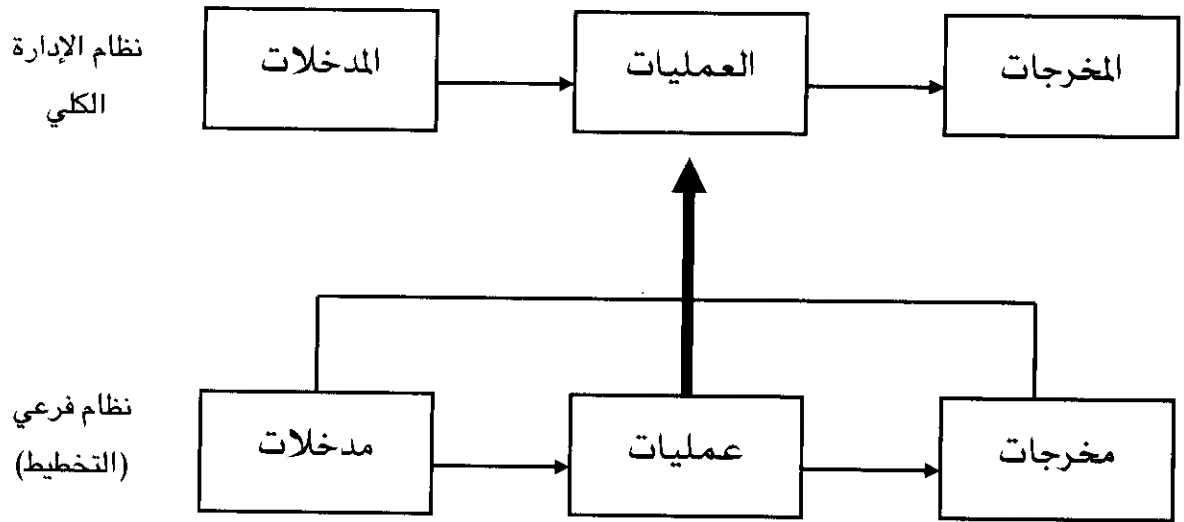 نظام الإدارة
الكلي
المدخلات
العمليات
المخرجات
نظام فرعي
(التخطيط)
مدخلات
عمليات
مخرجات